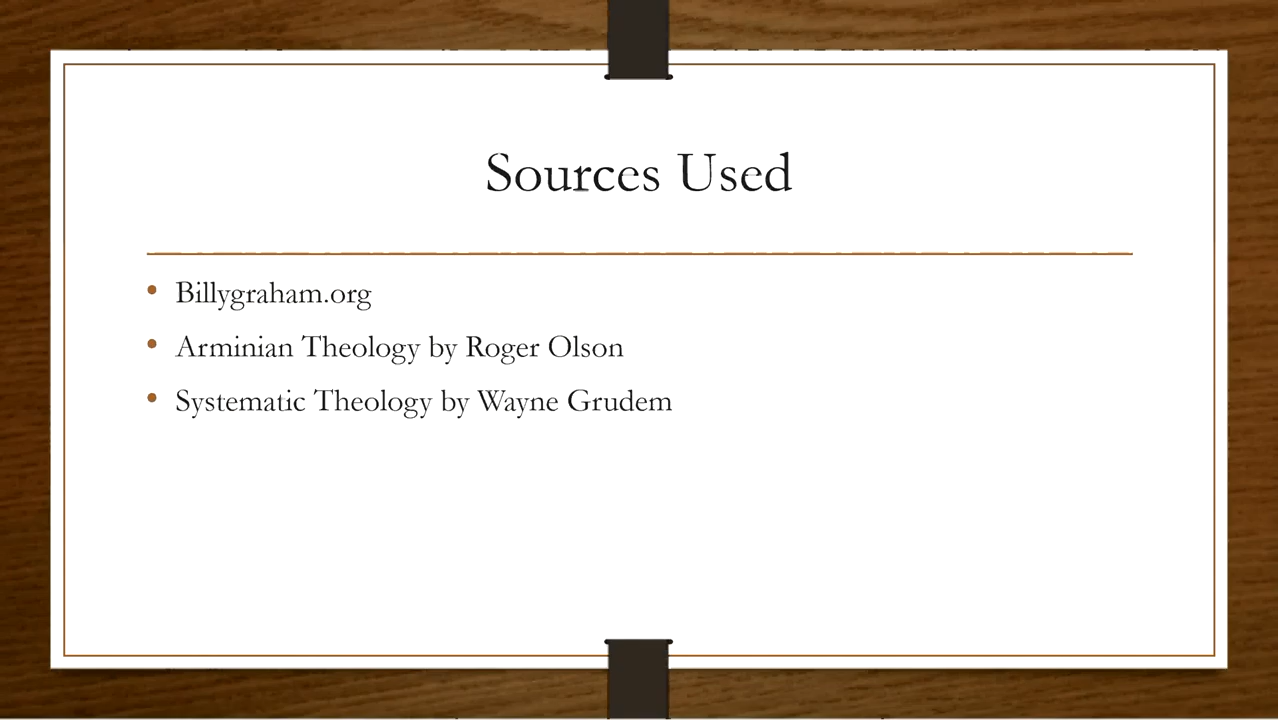 Sources Used
Billygraham.org
Arminian Theology by Roger Olson
Systematic Theology by Wayne Grudem